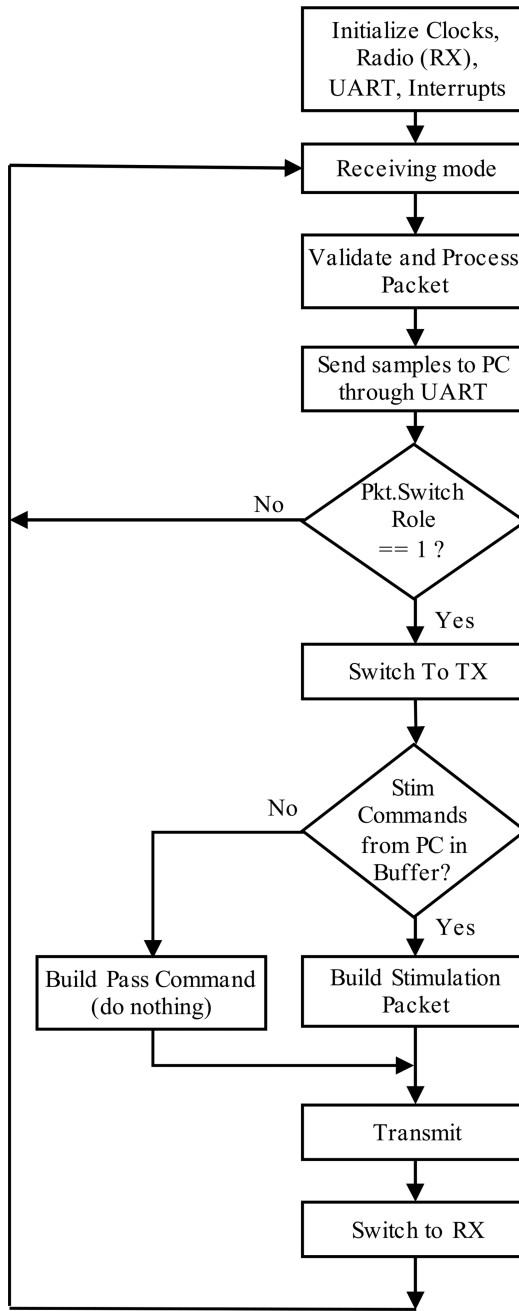 Initialize Clocks,
Radio (RX),
UART, Interrupts
Receiving mode
Validate and Process
Packet
Send samples to PC
through UART
Pkt.Switch
Role
== 1 ?
No
Yes
Switch To TX
Stim
Commands
from PC in
Buffer?
No
Yes
Build Pass Command
(do nothing)
Build Stimulation
Packet
Transmit
Switch to RX